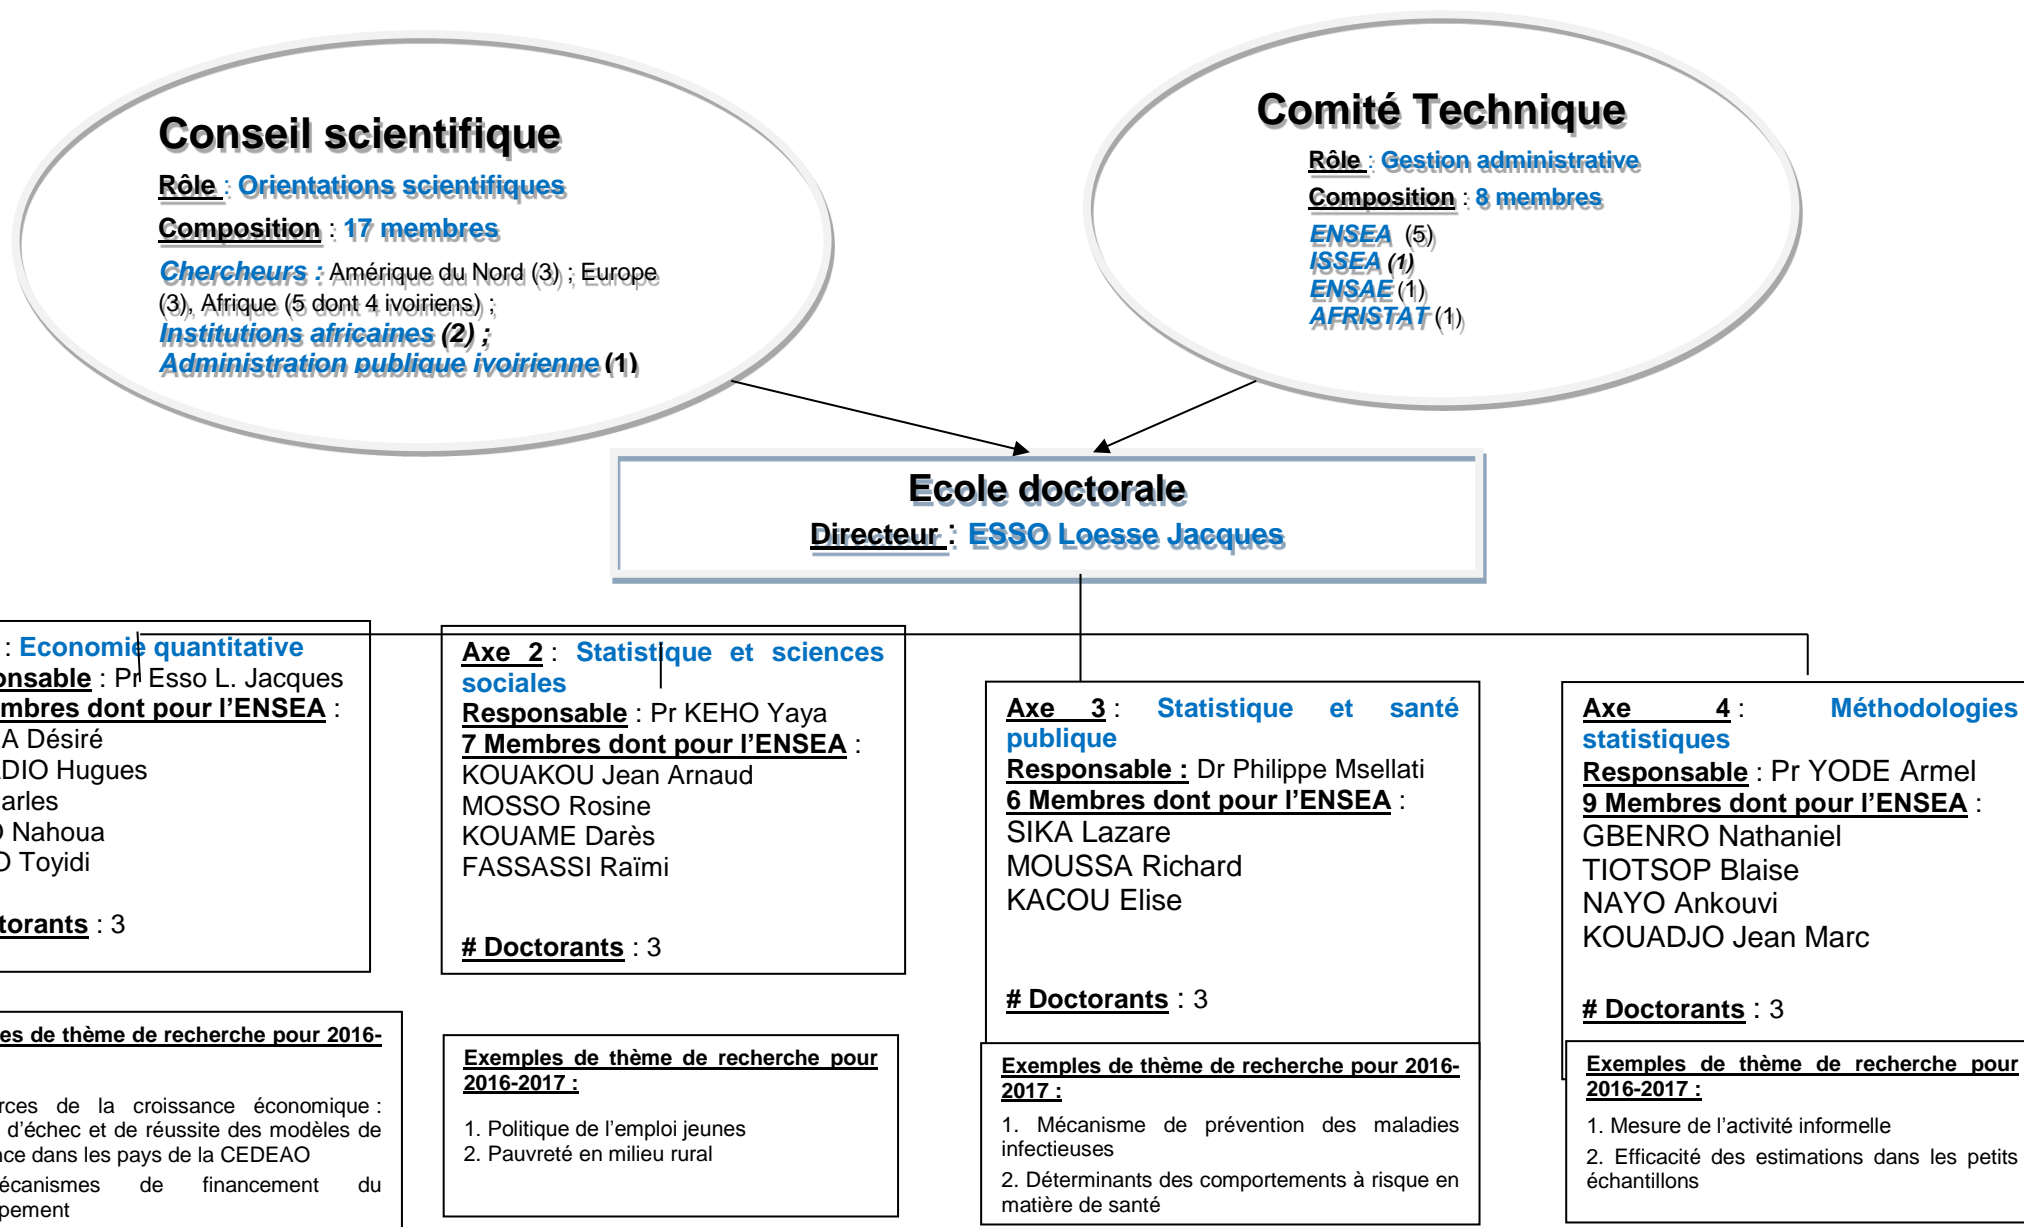 Conseil scientifique
Rôle : Orientations scientifiques
Composition : 17 membres
Chercheurs : Amérique du Nord (3) ; Europe
(3), Afrique (5 dont 4 ivoiriens) ;
Institutions africaines (2) ;
Administration publique ivoirienne (1)
Comité Technique
Rôle : Gestion administrative
Composition : 8 membres
ENSEA (5)
ISSEA (1)
ENSAE (1)
AFRISTAT (1)
Ecole doctorale
Directeur : ESSO Loesse Jacques
: Economie quantitative
onsable : Pr Esso L. Jacques
mbres dont pour l'ENSEA :
A Désiré
DIO Hugues
arles
Nahoua
O Toyidi
torants : 3
Axe 2 : Statistique et sciences
sociales
Responsable : Pr KEHO Yaya
7 Membres dont pour l'ENSEA :
KOUAKOU Jean Arnaud
MOSSO Rosine
KOUAME Darès
FASSASSI Raïmi
# Doctorants : 3
Axe 3 : Statistique et santé
publique
Responsable : Dr Philippe Msellati
6 Membres dont pour l'ENSEA :
SIKA Lazare
MOUSSA Richard
KACOU Elise
# Doctorants : 3
Axe 4 : Méthodologies
statistiques
Responsable : Pr YODE Armel
9 Membres dont pour l'ENSEA :
GBENRO Nathaniel
TIOTSOP Blaise
NAYO Ankouvi
KOUADJO Jean Marc
# Doctorants : 3
es de thème de recherche pour 2016-
rces de la croissance économique :
d'échec et de réussite des modèles de
nce dans les pays de la CEDEAO
écanismes de financement du
pement
Exemples de thème de recherche pour
2016-2017 :
1. Politique de l'emploi jeunes
2. Pauvreté en milieu rural
Exemples de thème de recherche pour 2016-
2017 :
1. Mécanisme de prévention des maladies
infectieuses
2. Déterminants des comportements à risque en
matière de santé
Exemples de thème de recherche pour
2016-2017 :
1. Mesure de l'activité informelle
2. Efficacité des estimations dans les petits
échantillons